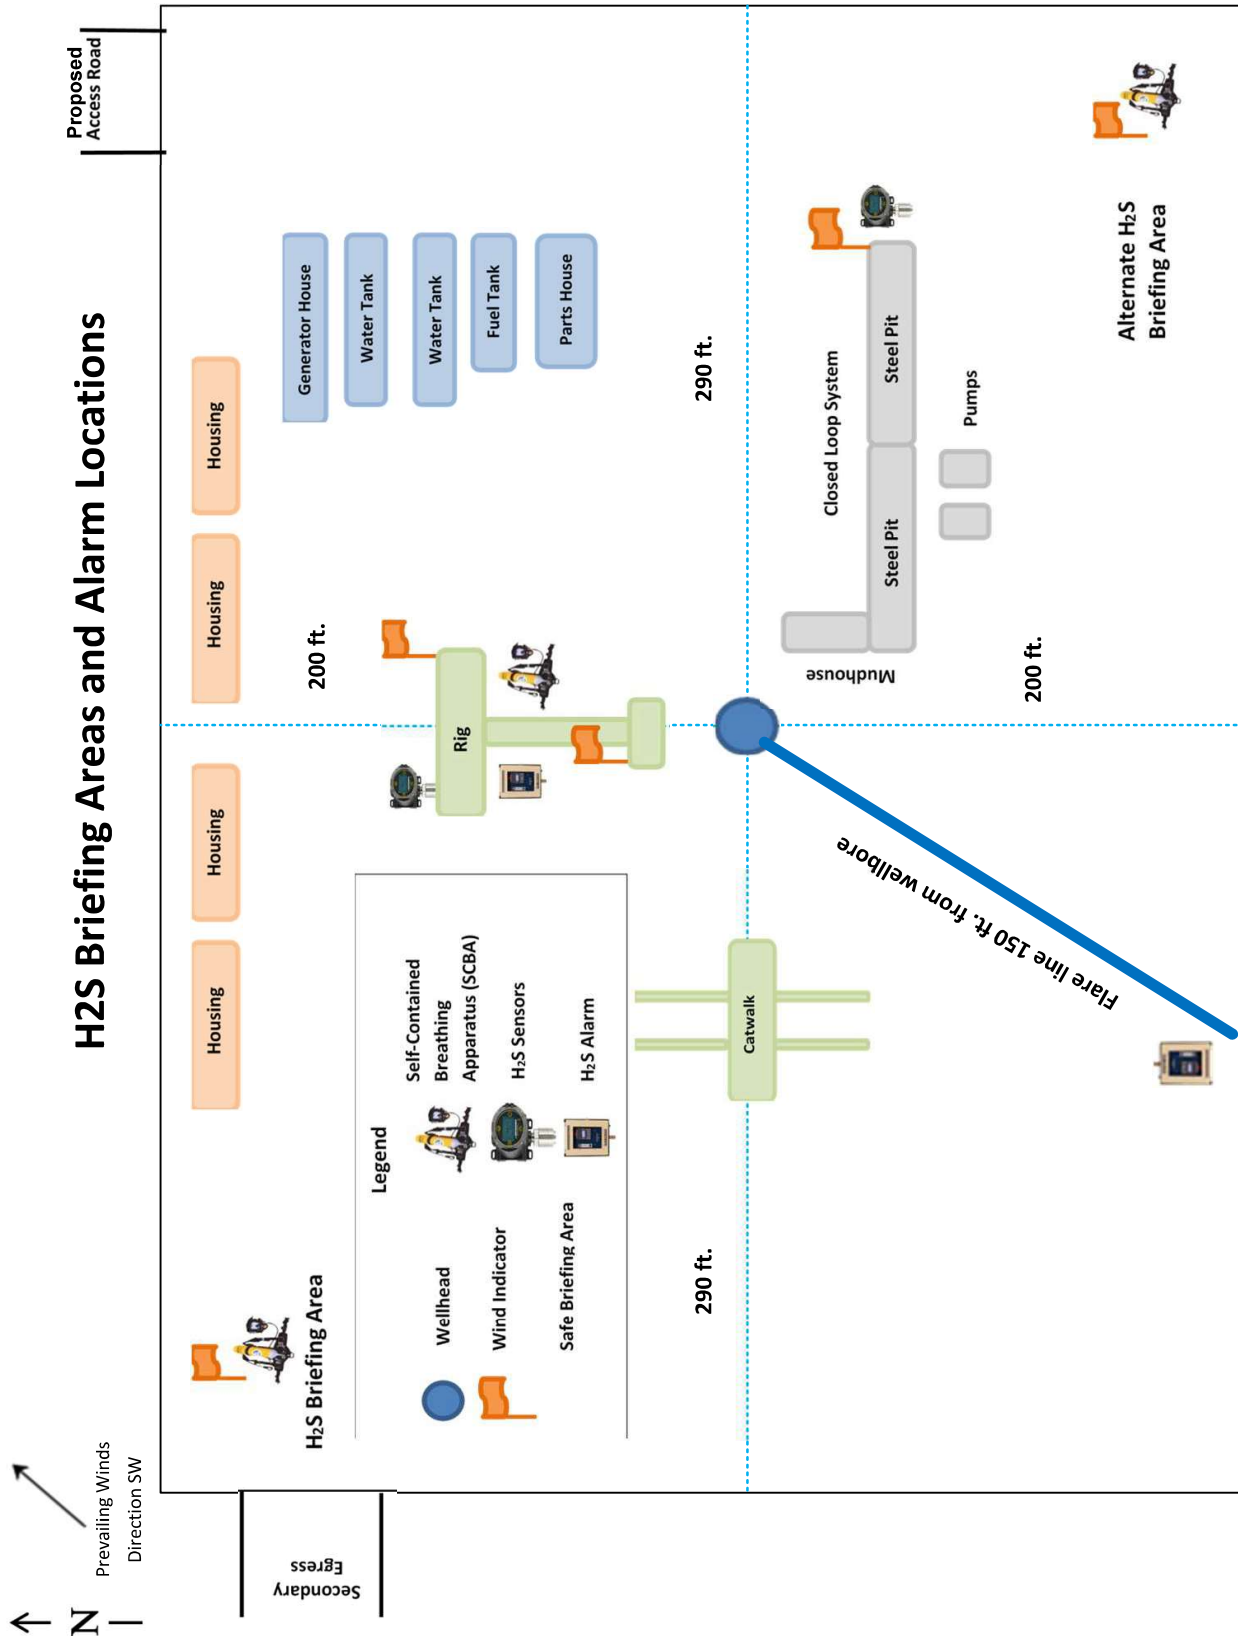 H2S Briefing Areas and Alarm Locations
Proposed
Access Road
Prevailing Winds
Direction SW
N
Secondary
Egress
H₂S Briefing Area
Housing
Housing
Housing
Housing
200 ft.
Generator House
Water Tank
Water Tank
Fuel Tank
Parts House
Rig
Legend
Wellhead
Wind Indicator
Safe Briefing Area
Self-Contained
Breathing
Apparatus (SCBA)
H₂S Sensors
H₂S Alarm
290 ft.
290 ft.
Catwalk
Closed Loop System
Mudhouse
Steel Pit
Steel Pit
Pumps
200 ft.
Flare line 150 ft. from wellbore
Alternate H₂S
Briefing Area